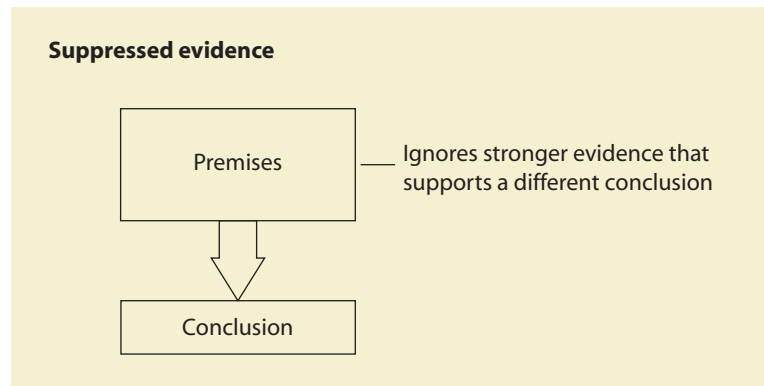 Suppressed evidence
Premises
Ignores stronger evidence that
supports a different conclusion
Conclusion